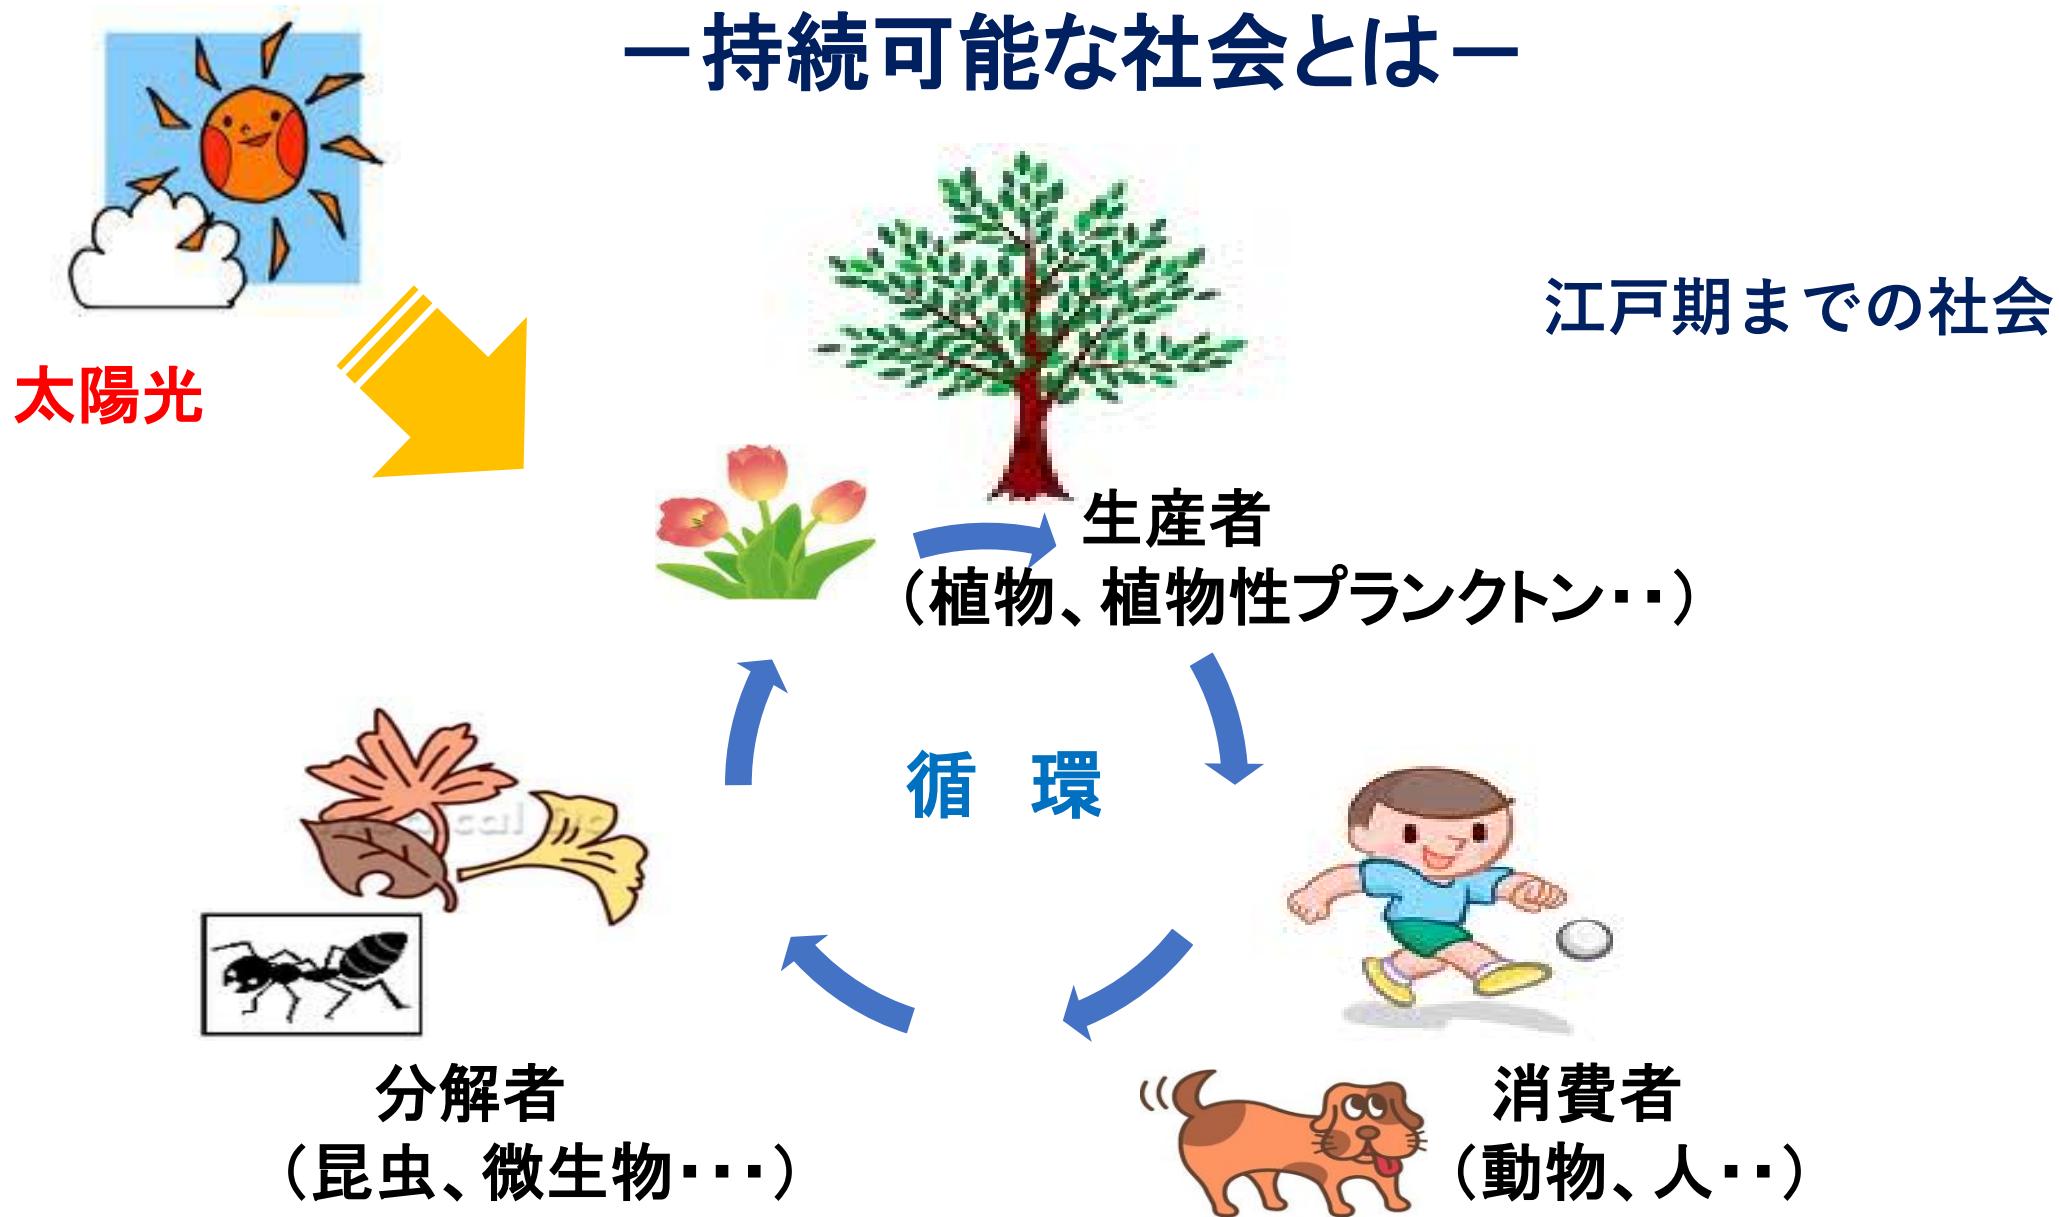 －持続可能な社会とは－
江戸期までの社会
太陽光
生産者
（植物、植物性プランクトン・・）
循　環
分解者
（昆虫、微生物・・・）
消費者
（動物、人・・）